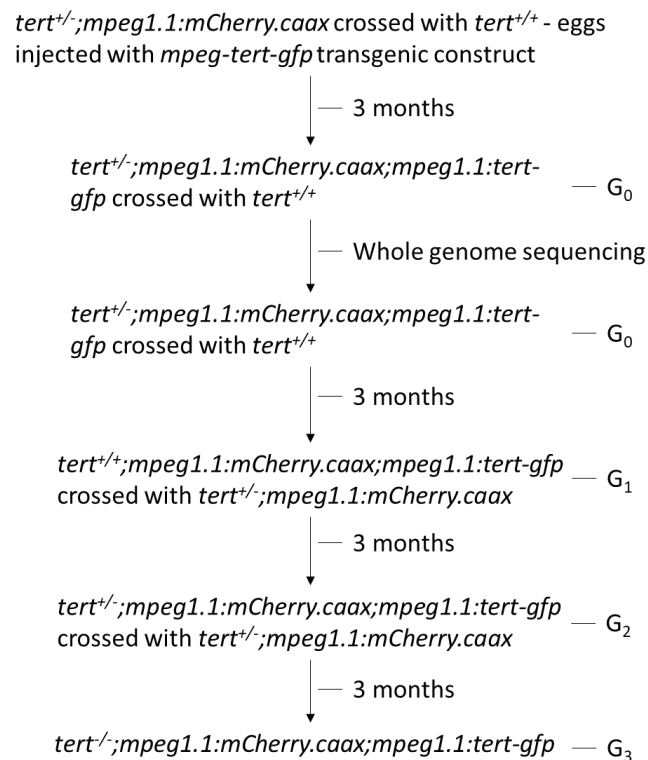 tert+/-;mpeg1.1:mCherry.caax crossed with tert+/+ - eggs
injected with mpeg-tert-gfp transgenic construct
3 months
tert+/-;mpeg1.1:mCherry.caax;mpeg1.1:tert-
gfp crossed with tert+/+
G0
Whole genome sequencing
tert+/-;mpeg1.1:mCherry.caax;mpeg1.1:tert-
gfp crossed with tert+/+
G0
3 months
tert+/+;mpeg1.1:mCherry.caax;mpeg1.1:tert-gfp
crossed with tert+/-;mpeg1.1:mCherry.caax
G1
3 months
tert+/-;mpeg1.1:mCherry.caax;mpeg1.1:tert-gfp
crossed with tert+/-;mpeg1.1:mCherry.caax
G2
3 months
tert-/-;mpeg1.1:mCherry.caax;mpeg1.1:tert-gfp
G3